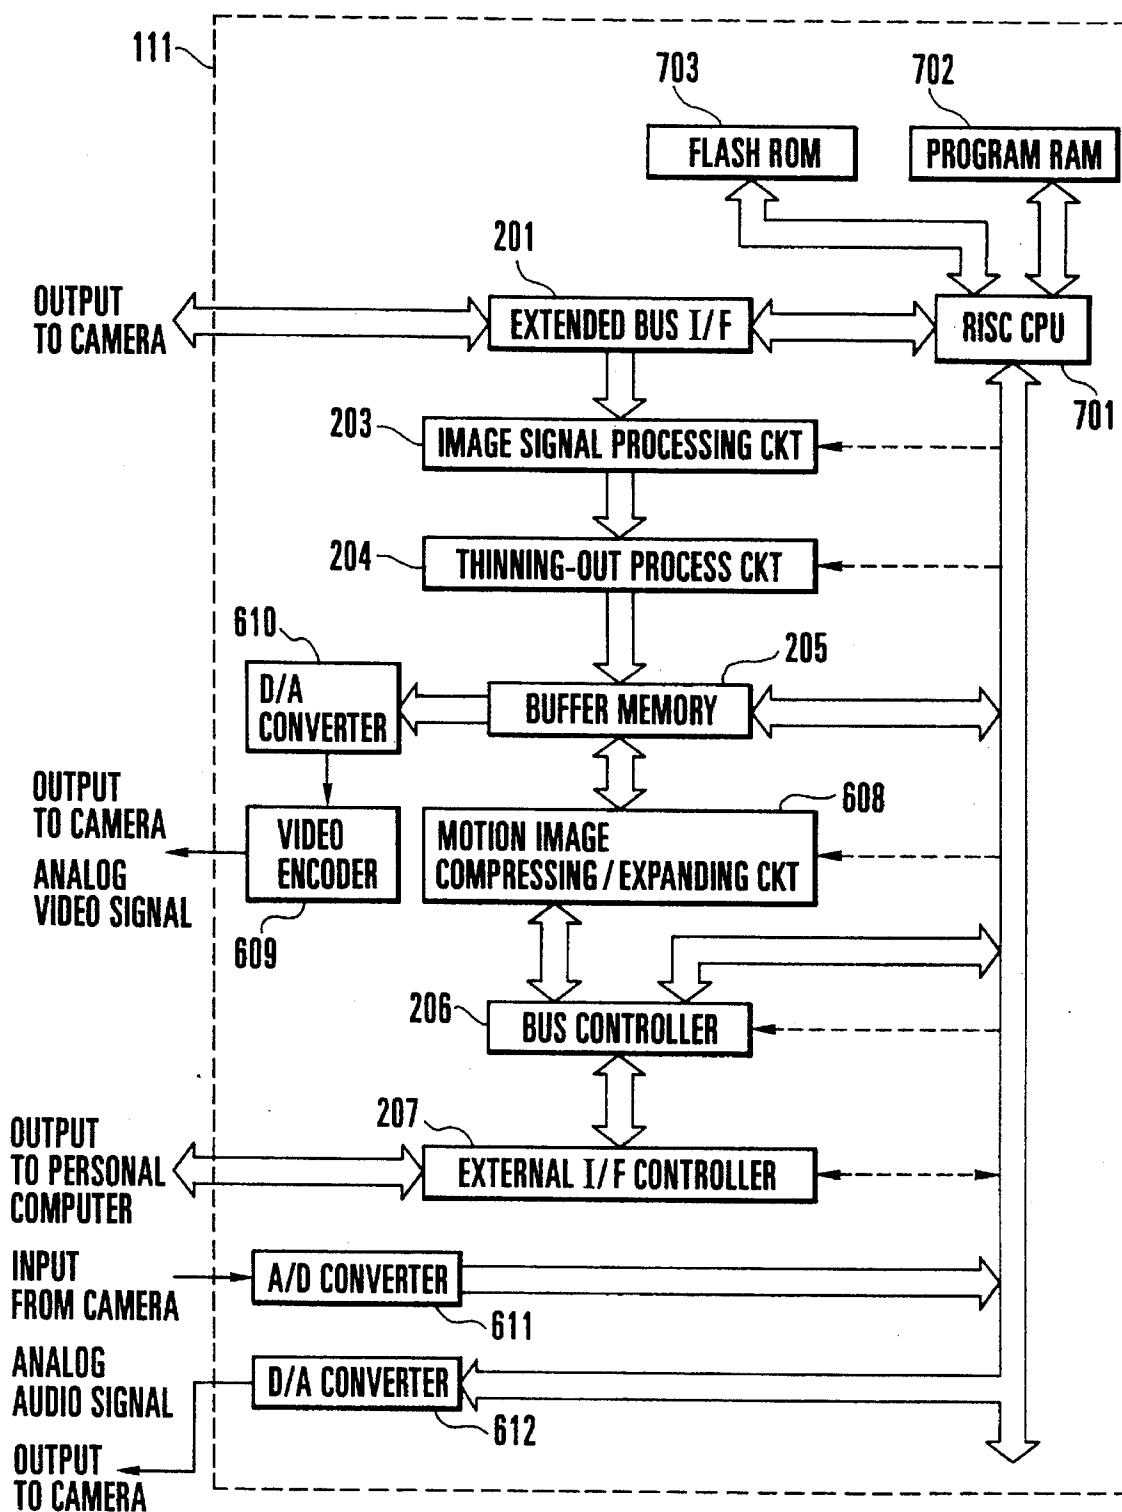 111
703
702
FLASH ROM
PROGRAM RAM
201
OUTPUT
TO CAMERA
EXTENDED BUS I/F
RISC CPU
701
203
IMAGE SIGNAL PROCESSING CKT
204
THINNING-OUT PROCESS CKT
610
205
D/A
CONVERTER
BUFFER MEMORY
OUTPUT
TO CAMERA
ANALOG
VIDEO SIGNAL
608
VIDEO
ENCODER
MOTION IMAGE
COMPRESSING/EXPANDING CKT
609
206
BUS CONTROLLER
207
OUTPUT
TO PERSONAL
COMPUTER
EXTERNAL I/F CONTROLLER
INPUT
FROM CAMERA
A/D CONVERTER
611
ANALOG
AUDIO SIGNAL
D/A CONVERTER
612
OUTPUT
TO CAMERA